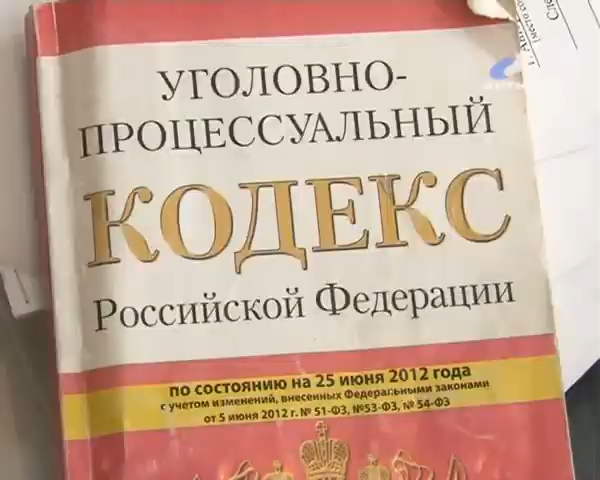 УГОЛОВНО-
ПРОЦЕССУАЛЬНЫЙ
КОДЕКС
Российской Федерации
по состоянию на 25 июня 2012 года
с учетом изменений, внесенных Федеральными законами
от 5 июня 2012 г. № 51-ФЗ, №53-ФЗ, № 54-ФЗ